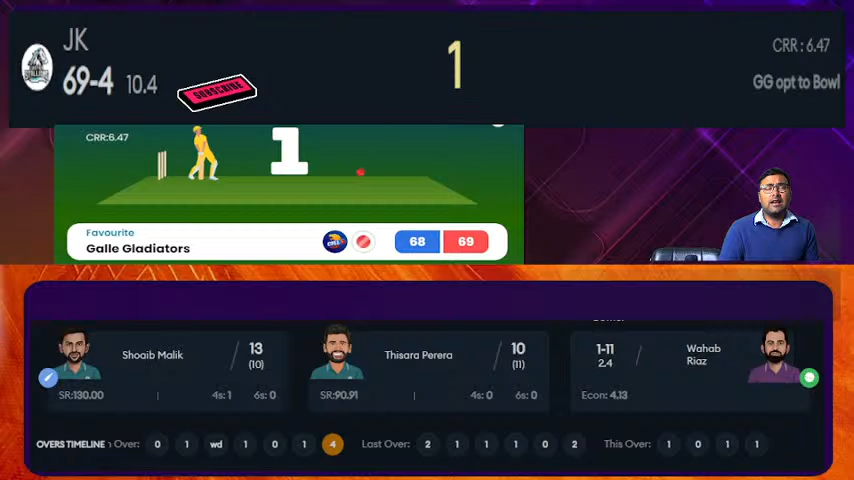 JK
69-4 10.4
SUBSCRIBE
1
CRR : 6.47
GG opt to Bowl
CRR:6.47
1
Favourite
Galle Gladiators
68 69
Shoaib Malik
13
(10)
SR:130.00 4s: 1 6s: 0
Thisara Perera
10
(11)
SR:90.91 4s: 0 6s: 0
1-11
2.4
Wahab
Riaz
Econ: 4.13
OVERS TIMELINE Over: 0 1 wd 1 0 1 4 Last Over: 2 1 1 1 0 2 This Over: 1 0 1 1